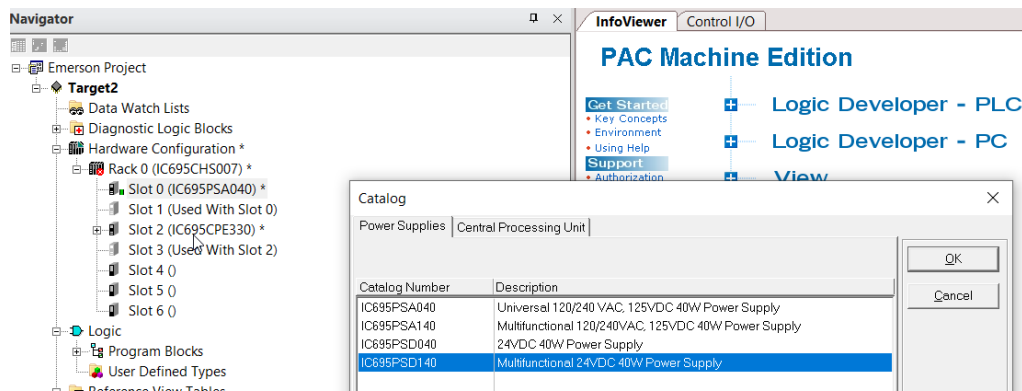 Navigator
Emerson Project
Target2
Data Watch Lists
Diagnostic Logic Blocks
Hardware Configuration *
Rack 0 (IC695CHS007) *
Slot 0 (IC695PSA040) *
Slot 1 (Used With Slot 0)
Slot 2 (IC695CPE330) *
Slot 3 (Used With Slot 2)
Slot 4 ()
Slot 5 ()
Slot 6 ()
Logic
Program Blocks
User Defined Types
Reference View Tables
InfoViewer Control I/O
PAC Machine Edition
Get Started
• Key Concepts
• Environment
• Using Help
Support
• Authorization
Logic Developer - PLC
Logic Developer - PC
View
Catalog
Power Supplies Central Processing Unit
Catalog Number Description
IC695PSA040 Universal 120/240 VAC, 125VDC 40W Power Supply
IC695PSA140 Multifunctional 120/240VAC, 125VDC 40W Power Supply
IC695PSD040 24VDC 40W Power Supply
IC695PSD140 Multifunctional 24VDC 40W Power Supply
OK
Cancel